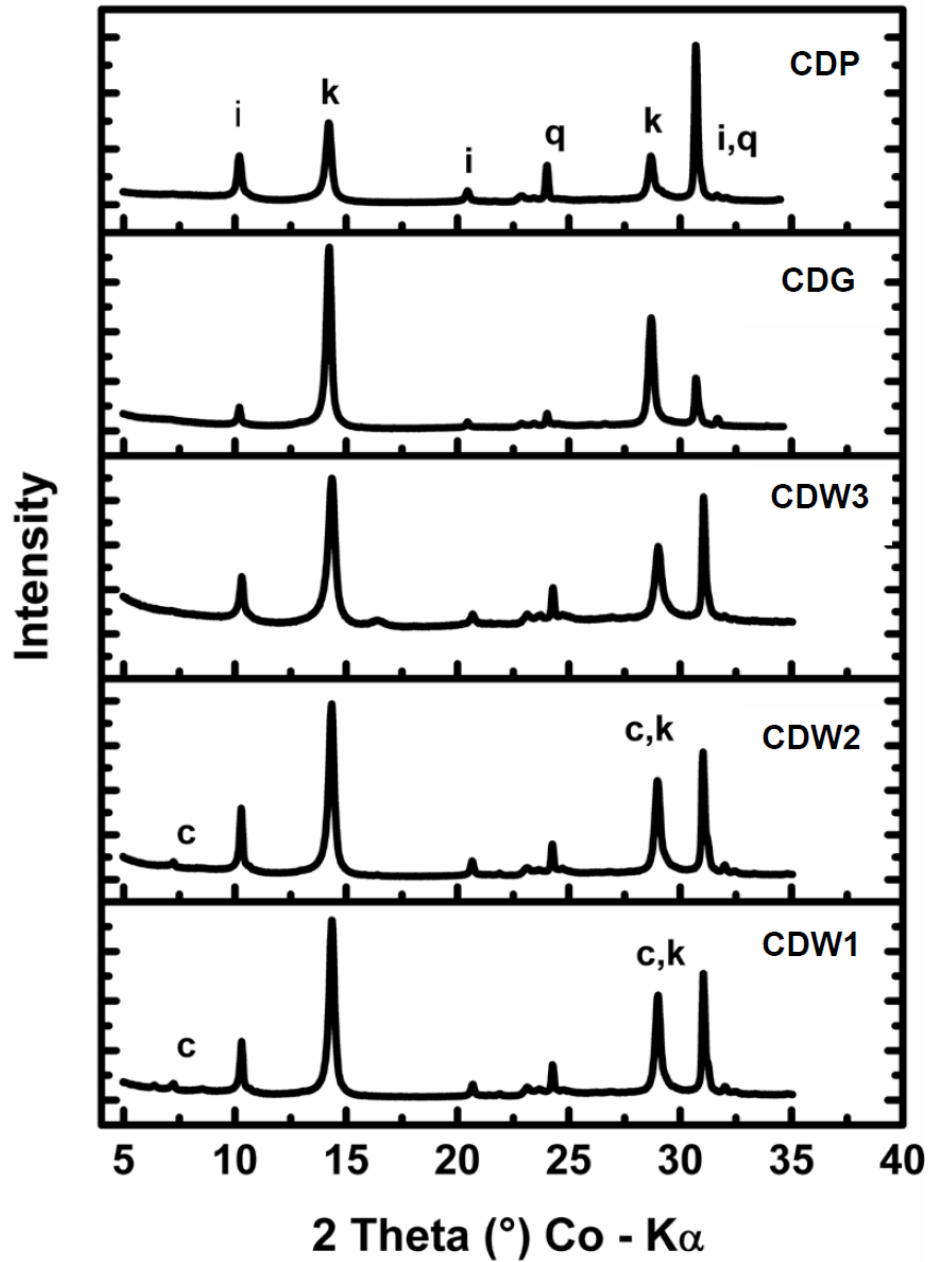 CDP
i
k
i
q
k
i,q
CDG
CDW3
CDW2
c
c,k
CDW1
c
c,k
Intensity
5 10 15 20 25 30 35 40
2 Theta (°) Co - Kα